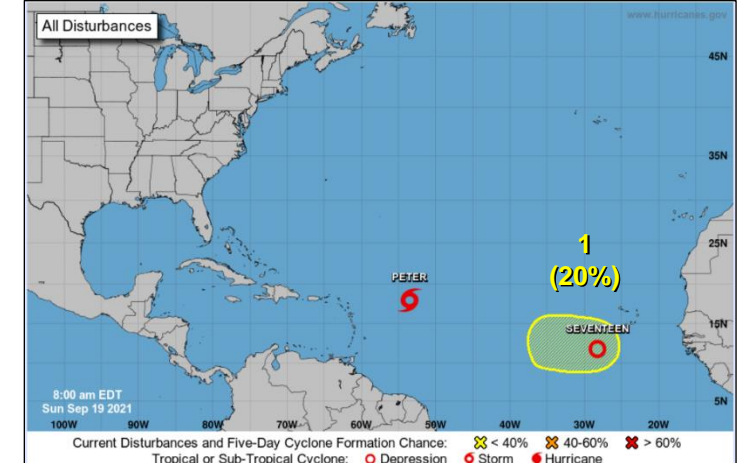 All Disturbances
www.hurricanes.gov
45N
35N
25N
15N
5N
1
(20%)
PETER
SEVENTEEN
8:00 am EDT
Sun Sep 19 2021
100W 90W 80W 70W 60W 50W 40W 30W 20W
Current Disturbances and Five-Day Cyclone Formation Chance: < 40% 40-60% > 60%
Tropical or Sub-Tropical Cyclone: Depression Storm Hurricane